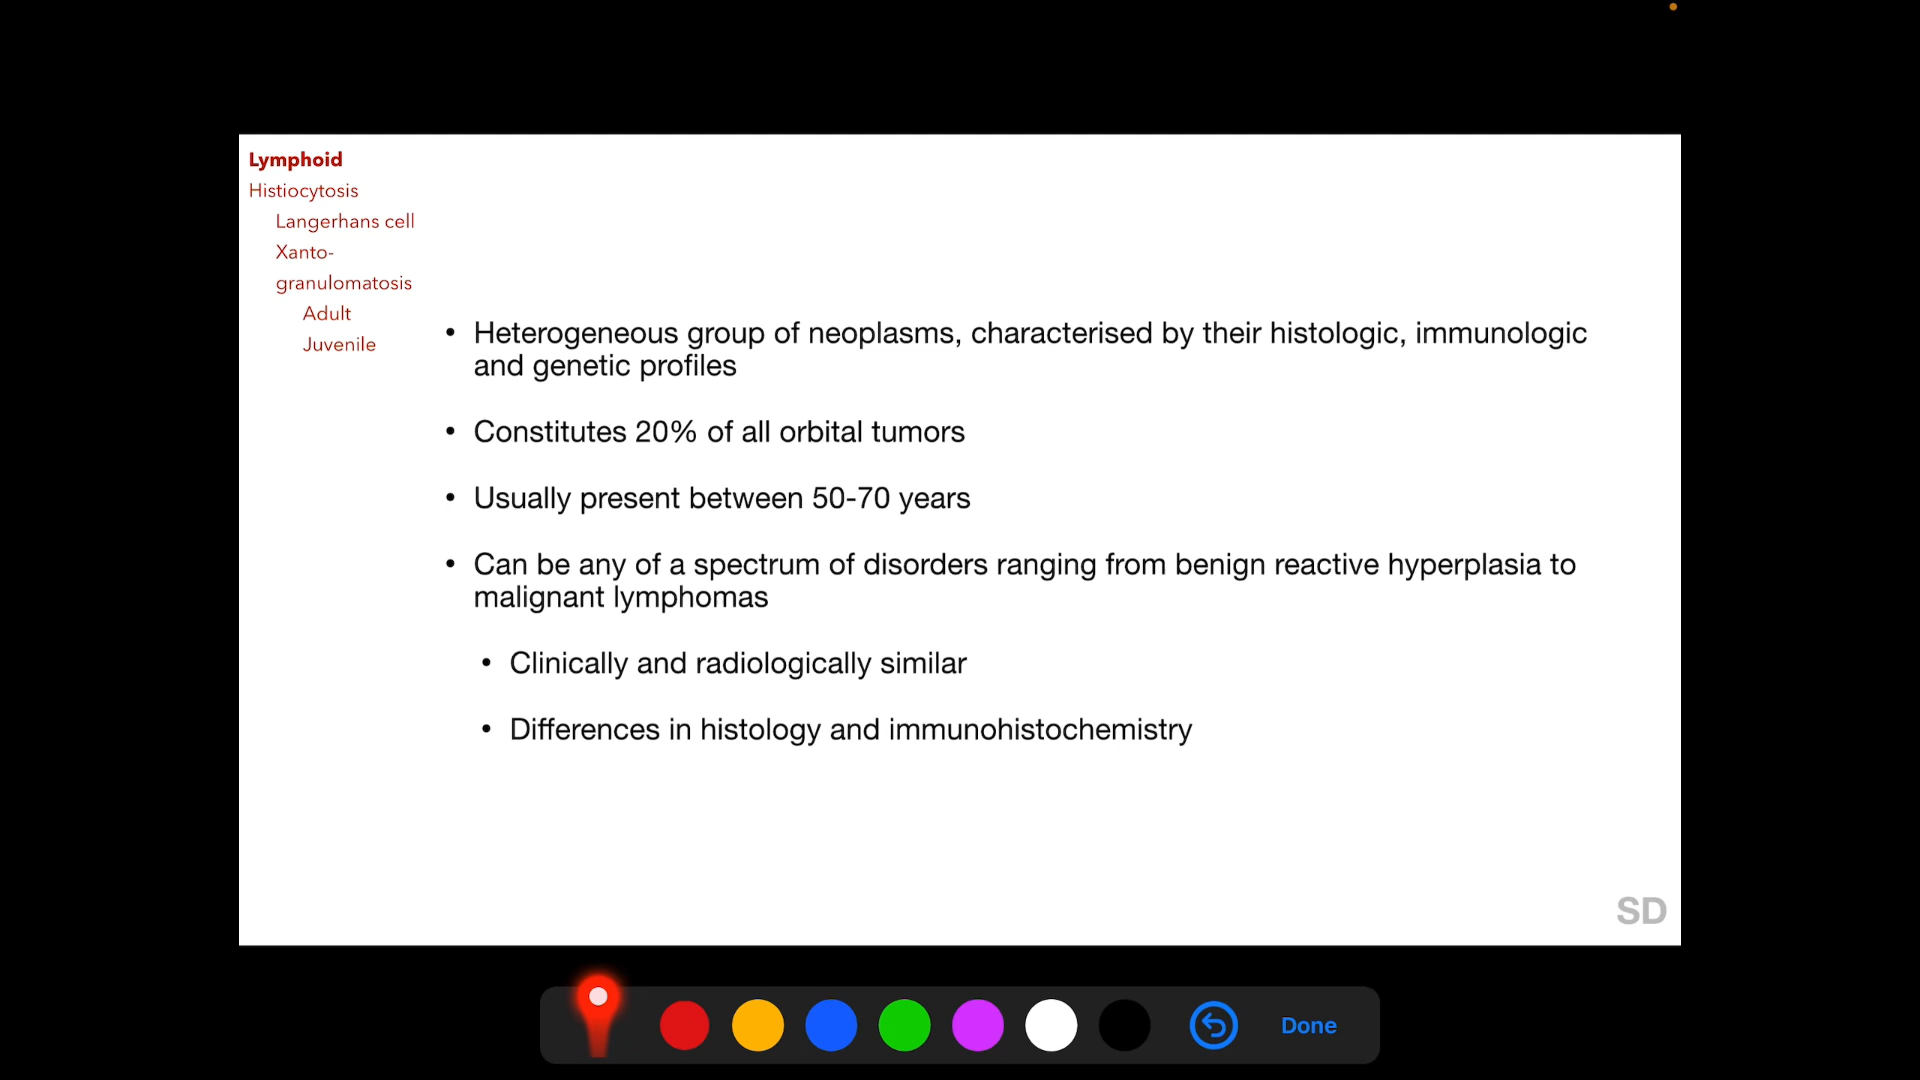 Lymphoid
Histiocytosis
Langerhans cell
Xanto-
granulomatosis
Adult
Juvenile
• Heterogeneous group of neoplasms, characterised by their histologic, immunologic
and genetic profiles
• Constitutes 20% of all orbital tumors
• Usually present between 50-70 years
• Can be any of a spectrum of disorders ranging from benign reactive hyperplasia to
malignant lymphomas
• Clinically and radiologically similar
• Differences in histology and immunohistochemistry
SD
Done